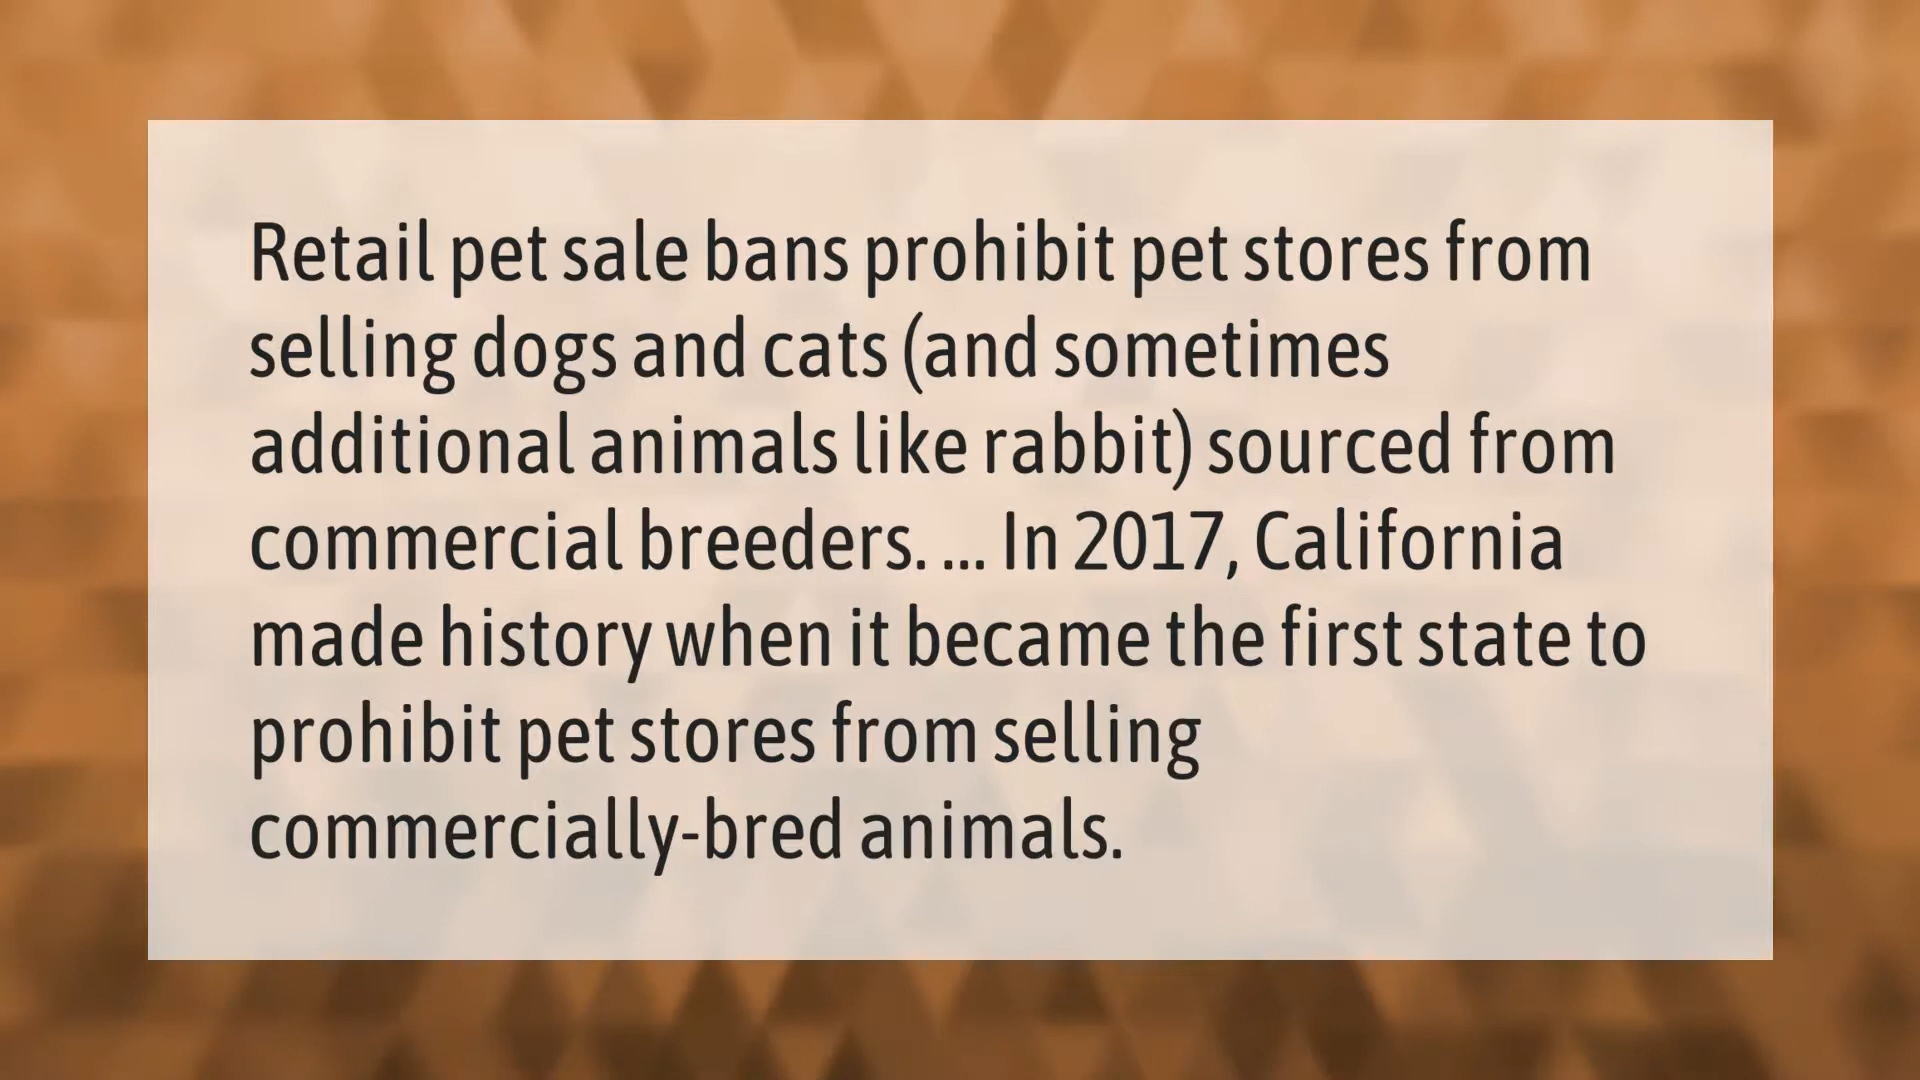 Retail pet sale bans prohibit pet stores from
selling dogs and cats (and sometimes
additional animals like rabbit) sourced from
commercial breeders. ... In 2017, California
made history when it became the first state to
prohibit pet stores from selling
commercially-bred animals.